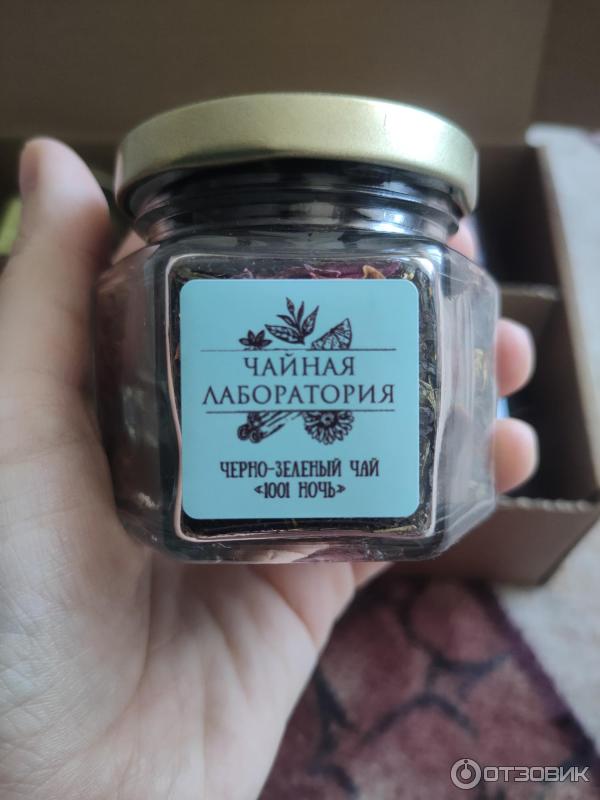 ЧАЙНАЯ
ЛАБОРАТОРИЯ
ЧЕРНО-ЗЕЛЕНЫЙ ЧАЙ
«1001 НОЧЬ»
ОТЗОВИК